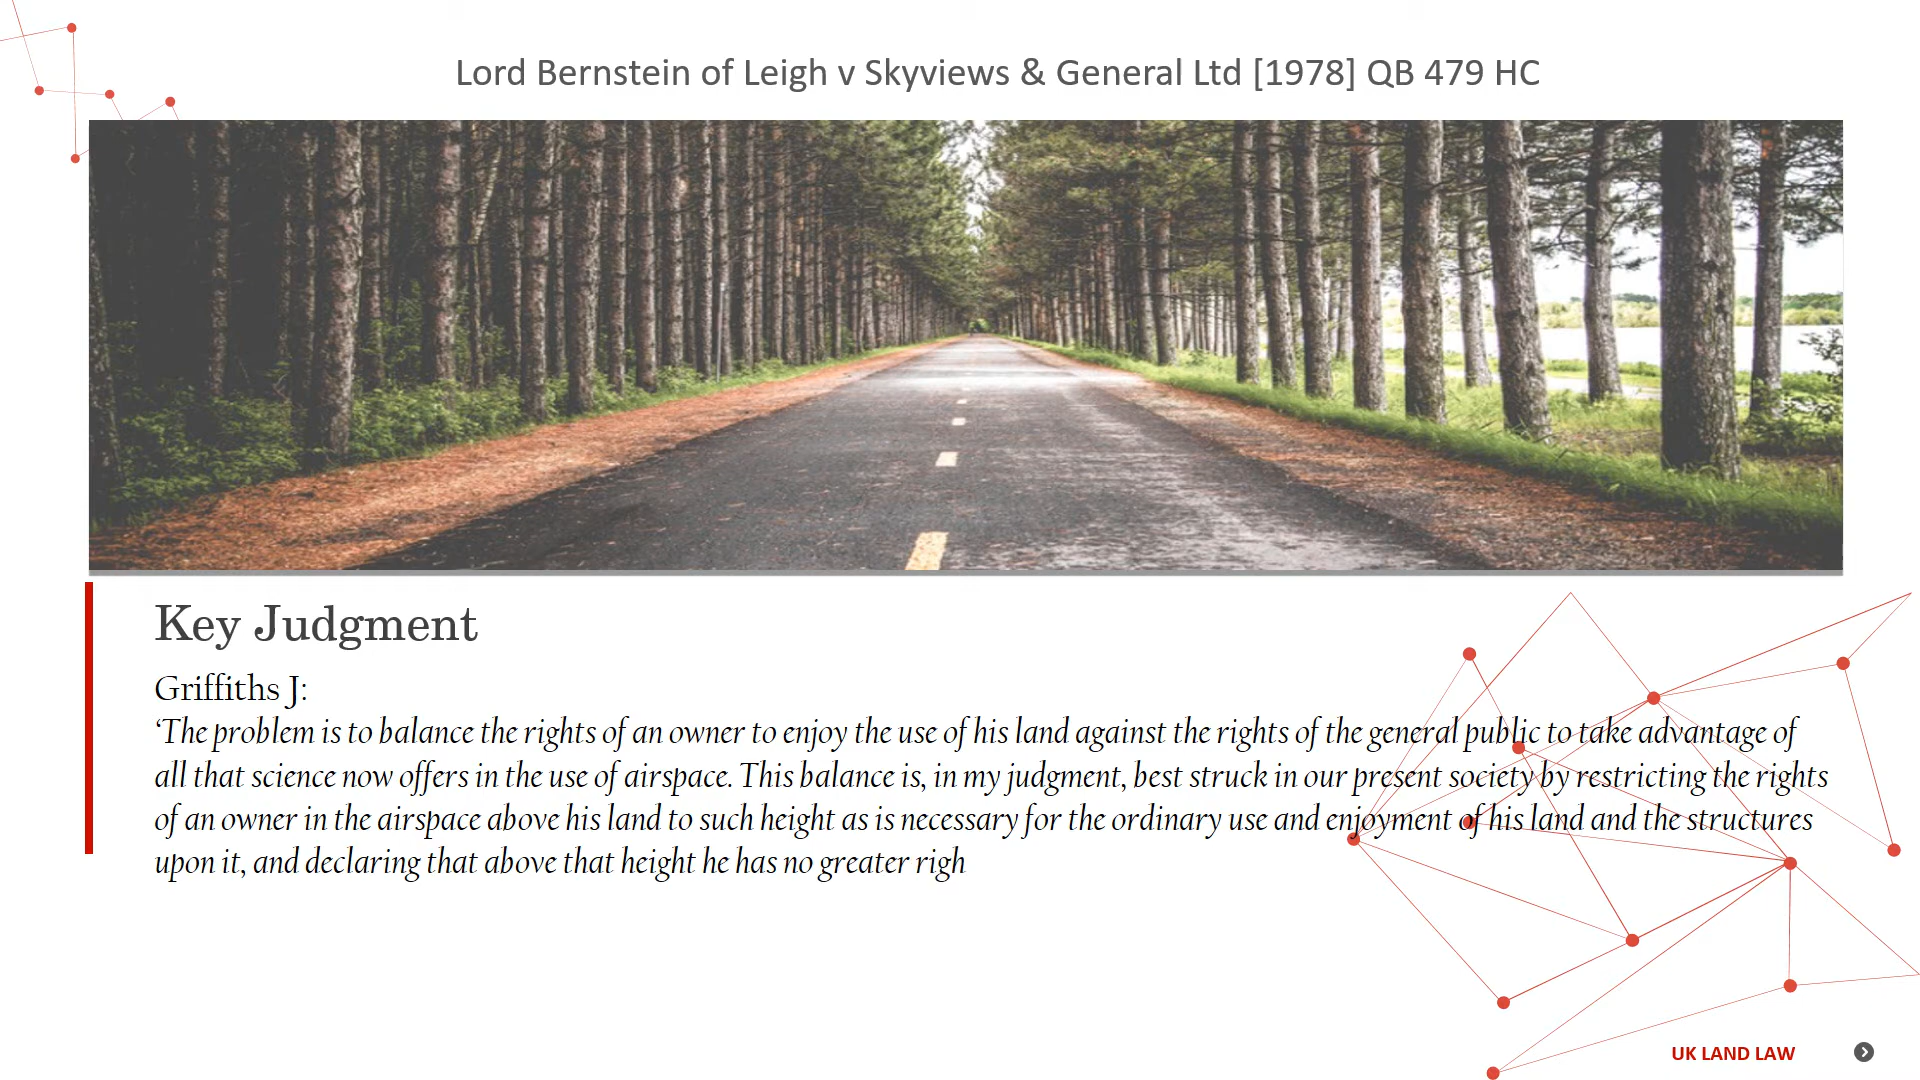 Lord Bernstein of Leigh v Skyviews & General Ltd [1978] QB 479 HC
Key Judgment
Griffiths J:
‘The problem is to balance the rights of an owner to enjoy the use of his land against the rights of the general public to take advantage of
all that science now offers in the use of airspace. This balance is, in my judgment, best struck in our present society by restricting the rights
of an owner in the airspace above his land to such height as is necessary for the ordinary use and enjoyment of his land and the structures
upon it, and declaring that above that height he has no greater righ
UK LAND LAW